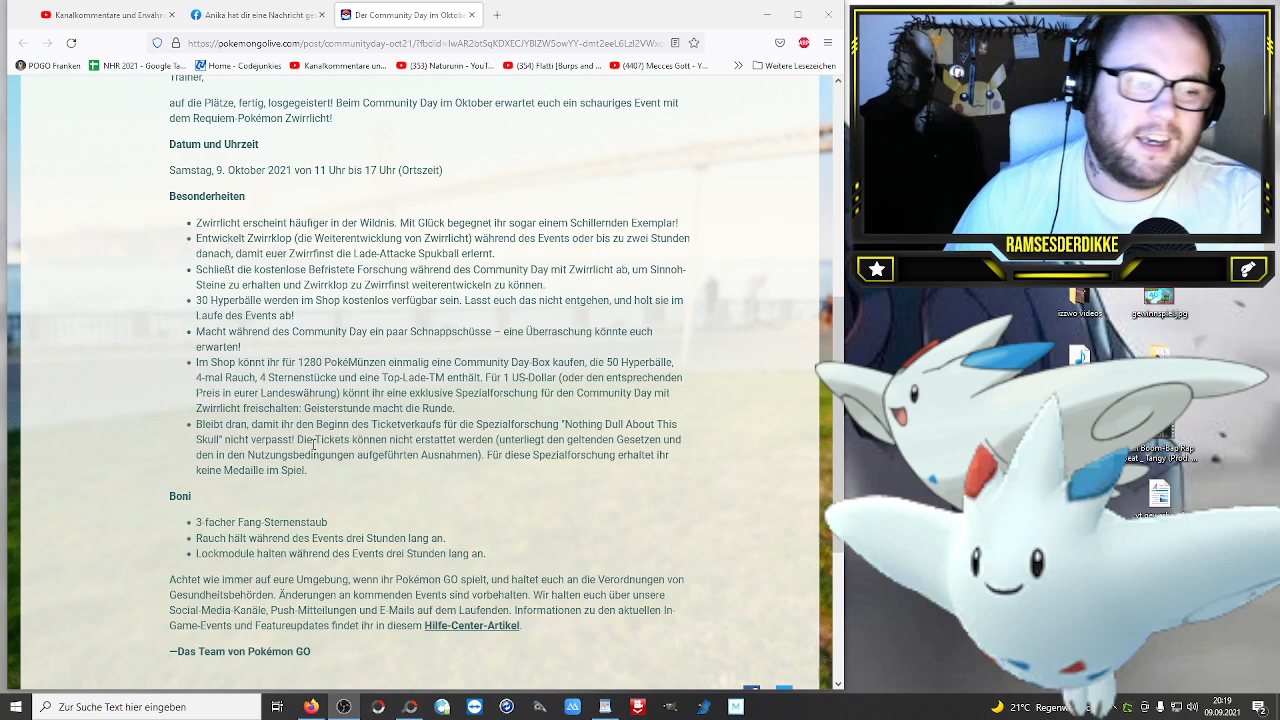 Kanalkommentare und Erwähnun
Namenlos | Facebook
Der Community Day im Oktober
pokemongolive.com
POGO Franken
NHR 2021 - Google Ta...
Home - Codejunkies
Kanalkommentare und...
(353) Natururin - YouT...
(354) Flatti [Burps and ...
(4407) Mecces Gott - Y...
Weitere Lesezeichen
Trainer,
auf die Plätze, fertig, losgegeistert! Beim Community Day im Oktober erwartet euch ein schauriges Event mit
dem Requiem-Pokémon Zwirrlicht!
Datum und Uhrzeit
Samstag, 9. Oktober 2021 von 11 Uhr bis 17 Uhr (Ortszeit)
Besonderheiten
• Zwirrlicht erscheint häufiger in der Wildnis. Mit Glück begegnet ihr sogar einem Schillernden Exemplar!
• Entwickelt Zwirrklop (die Weiterentwicklung von Zwirrlicht) während des Events oder bis zu zwei Stunden
danach, damit euer Zwirrfinst die Lade-Attacke Spukball erlernt.
• Schließt die kostenlose Befristete Forschung während des Community Day mit Zwirrlicht ab, um Sinnoh-
Steine zu erhalten und Zwirrklop zu Zwirrfinst weiterentwickeln zu können!
• 30 Hyperbälle werden im Shop kostenlos verfügbar sein. Lasst euch das nicht entgehen, und holt sie im
Laufe des Events ab!
• Macht während des Community Day ein paar Schnappschüsse – eine Überraschung könnte euch
erwarten!
• Im Shop könnt ihr für 1280 PokéMünzen einmalig eine Community Day-Box kaufen, die 50 Hyperbälle,
4-mal Rauch, 4 Sternenstücke und eine Top-Lade-TM enthält. Für 1 US-Dollar (oder den entsprechenden
Preis in eurer Landeswährung) könnt ihr eine exklusive Spezialforschung für den Community Day mit
Zwirrlicht freischalten: Geisterstunde macht die Runde.
• Bleibt dran, damit ihr den Beginn des Ticketverkaufs für die Spezialforschung "Nothing Dull About This
Skull" nicht verpasst! Die Tickets können nicht erstattet werden (unterliegt den geltenden Gesetzen und
den in den Nutzungsbedingungen aufgeführten Ausnahmen). Für diese Spezialforschung erhaltet ihr
keine Medaille im Spiel.
Boni
• 3-facher Fang-Sternenstaub
• Rauch hält während des Events drei Stunden lang an.
• Lockmodule halten während des Events drei Stunden lang an.
Achtet wie immer auf eure Umgebung, wenn ihr Pokémon GO spielt, und haltet euch an die Verordnungen von
Gesundheitsbehörden. Änderungen an kommenden Events sind vorbehalten. Wir halten euch über unsere
Social-Media-Kanäle, Push-Mitteilungen und E-Mails auf dem Laufenden. Informationen zu den aktuellen In-
Game-Events und Featureupdates findet ihr in diesem Hilfe-Center-Artikel.
—Das Team von Pokémon GO
RAMSESDERDIKKE
izzwo videos
gewinnspiel.jpg
Boom-Bap Rap
Beat _ Tangy (Prod. ...
Zur Suche Text hier eingeben
21°C
20:19
09.09.2021